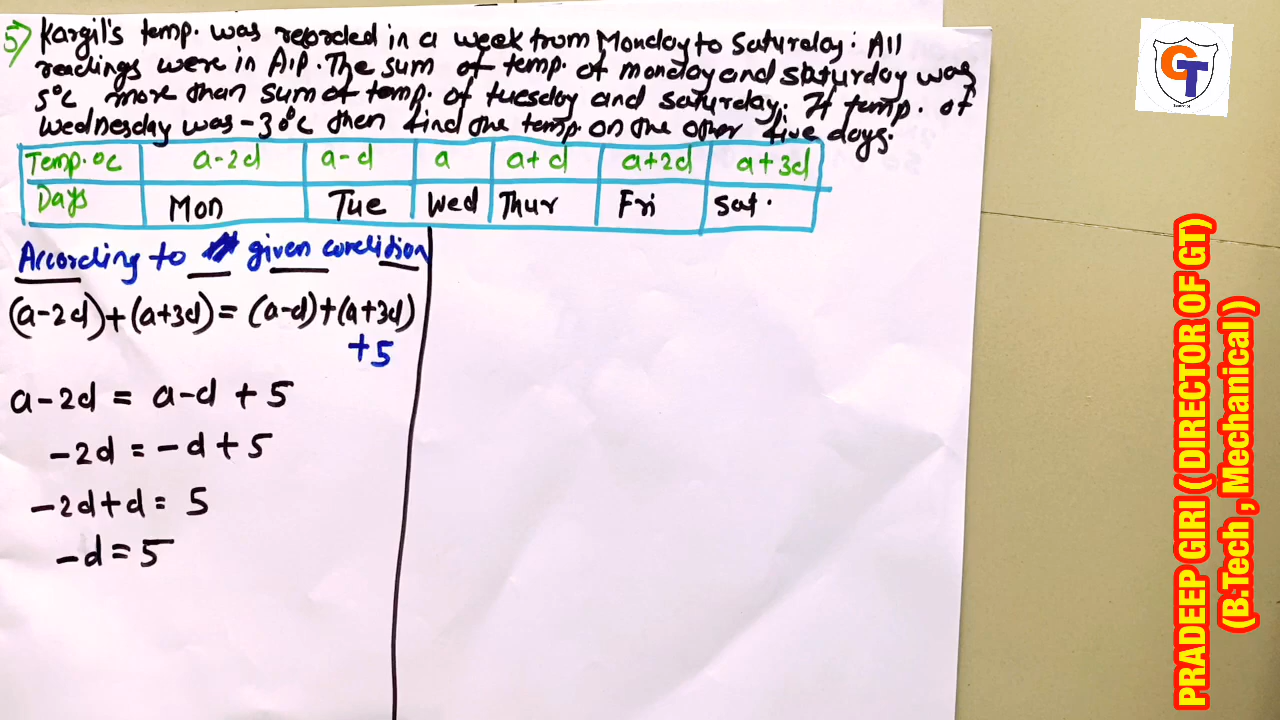 5) Kargil's temp. was recorded in a week from Monday to Saturday. All
readings were in A.P. The sum of temp. of monday and saturday was
5°C more than sum of temp. of tuesday and saturday. If temp. of
Wednesday was -30°C then find the temp. on the other five days.
Temp. °C a-2d a-d a a+d a+2d a+3d
Days Mon Tue Wed Thur Fri Sat.
According to given condition
(a-2d)+(a+3d)= (a-d)+(a+3d)
+5
a-2d = a-d +5
-2d = -d+5
-2d+d = 5
-d = 5
GT
PRADEEP GIRI ( DIRECTOR OF GT)
(B.Tech , Mechanical )